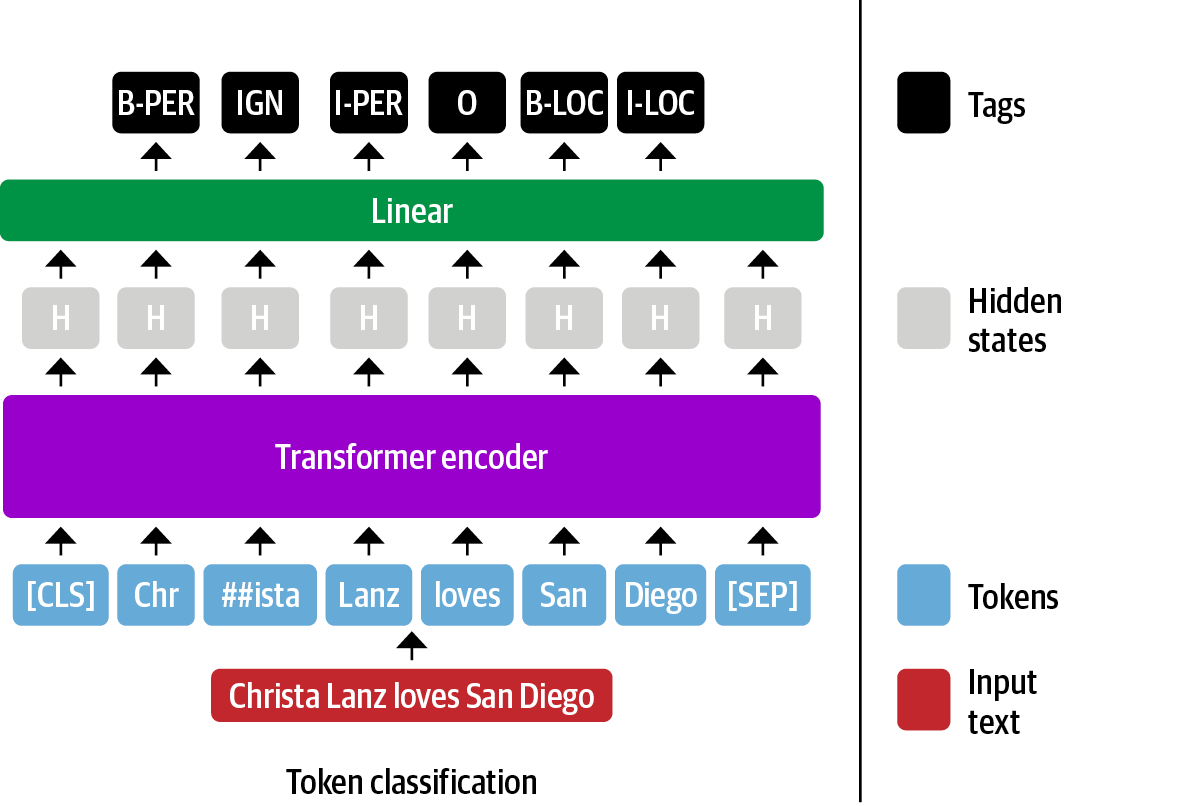 B-PER IGN I-PER O B-LOC I-LOC
Tags
Linear
H H H H H H H H
Hidden
states
Transformer encoder
[CLS] Chr ##ista Lanz loves San Diego [SEP]
Tokens
Christa Lanz loves San Diego
Input
text
Token classification